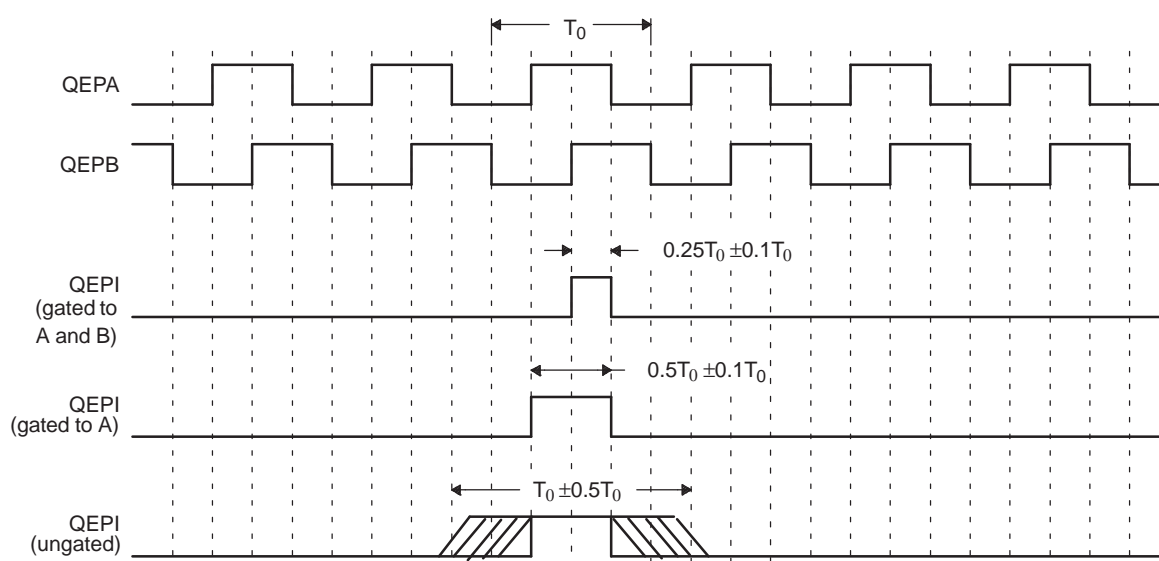 T0
QEPA
QEPB
0.25T0 ±0.1T0
QEPI
(gated to
A and B)
0.5T0 ±0.1T0
QEPI
(gated to A)
T0 ±0.5T0
QEPI
(ungated)